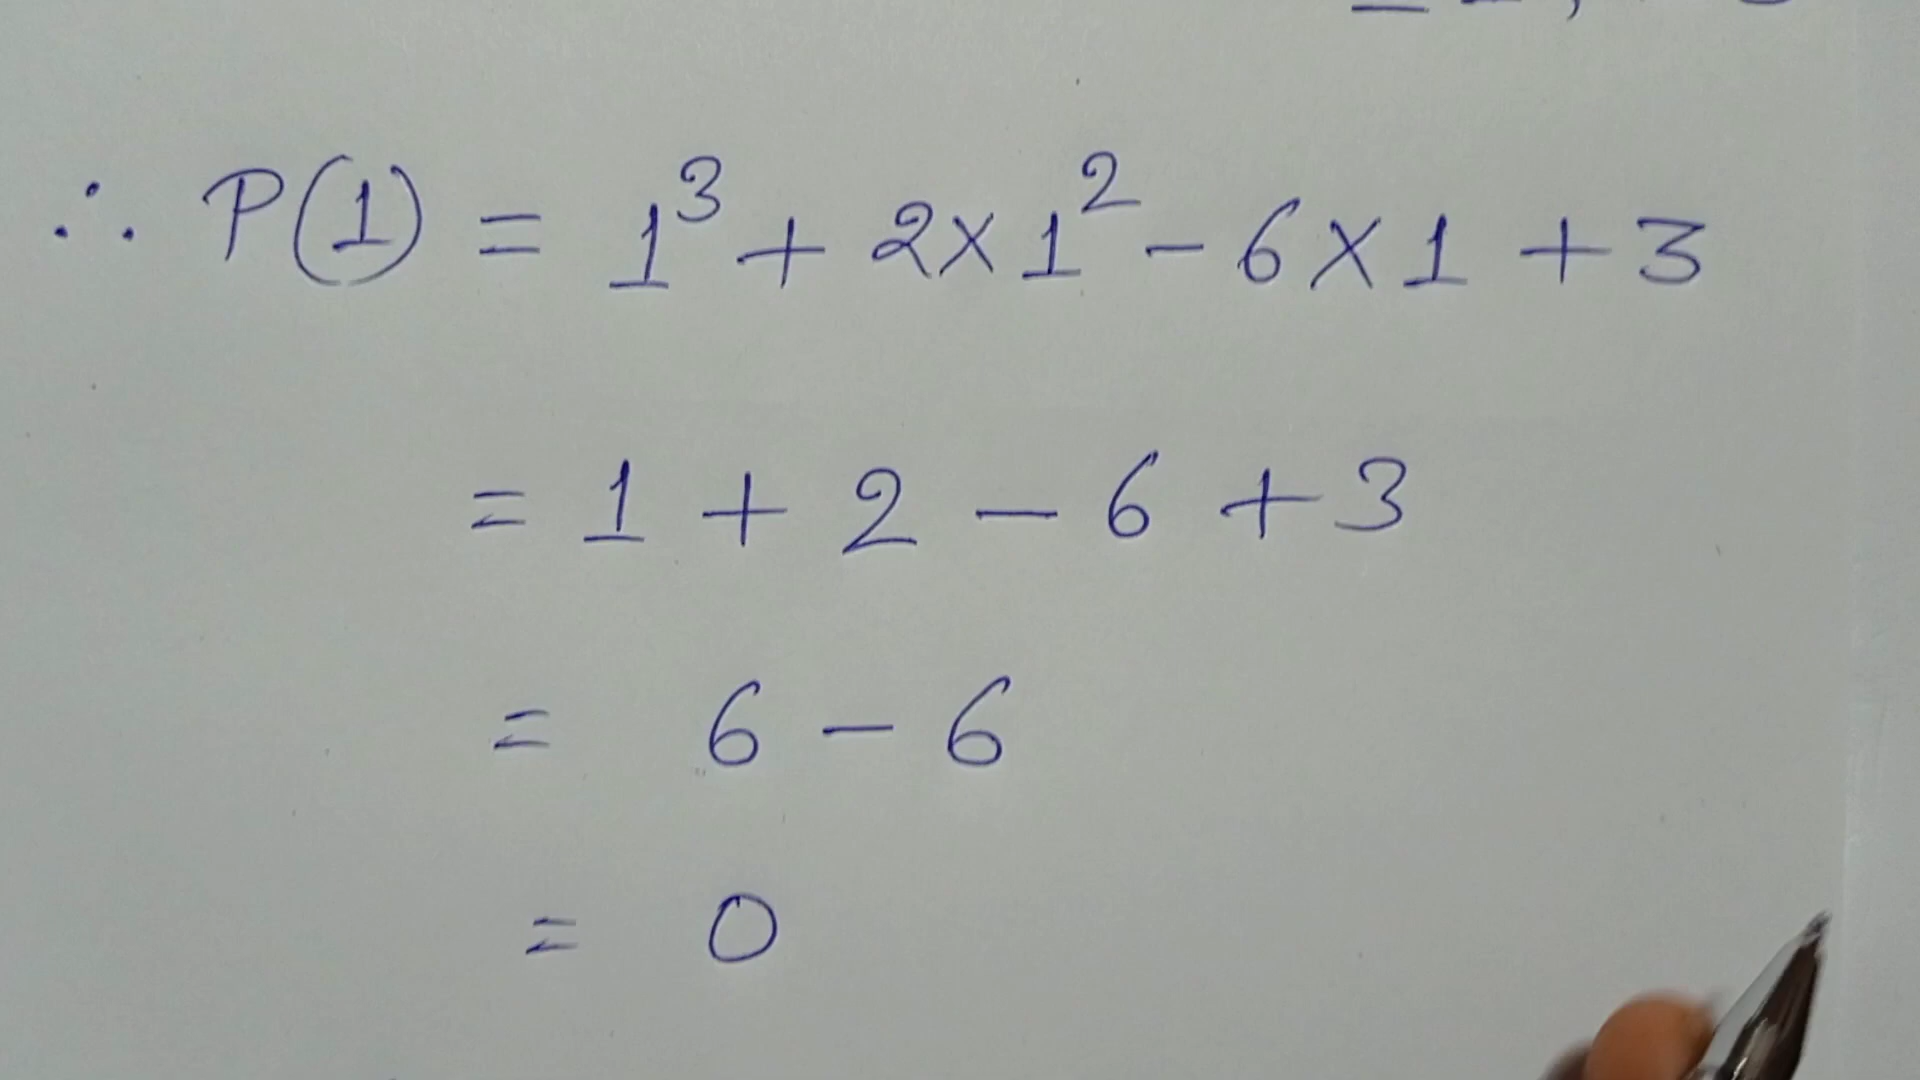 ∴ P(1) = 1³ + 2×1² - 6×1 + 3
= 1 + 2 - 6 + 3
= 6 - 6
= 0